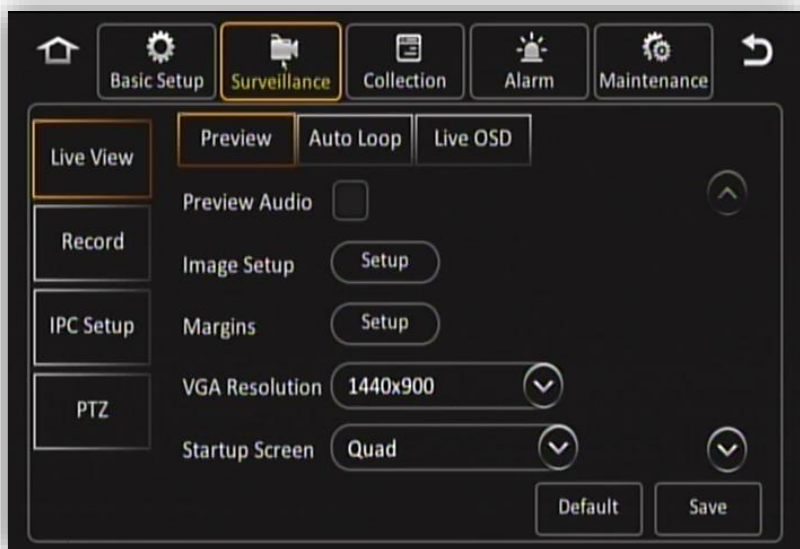 Basic Setup
Surveillance
Collection
Alarm
Maintenance
Live View
Record
IPC Setup
PTZ
Preview
Auto Loop
Live OSD
Preview Audio
Image Setup
Setup
Margins
Setup
VGA Resolution
1440x900
Startup Screen
Quad
Default
Save